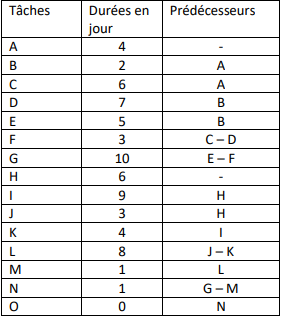 Tâches Durées en jour Prédécesseurs
A 4 -
B 2 A
C 6 A
D 7 B
E 5 B
F 3 C – D
G 10 E – F
H 6 -
I 9 H
J 3 H
K 4 I
L 8 J – K
M 1 L
N 1 G – M
O 0 N